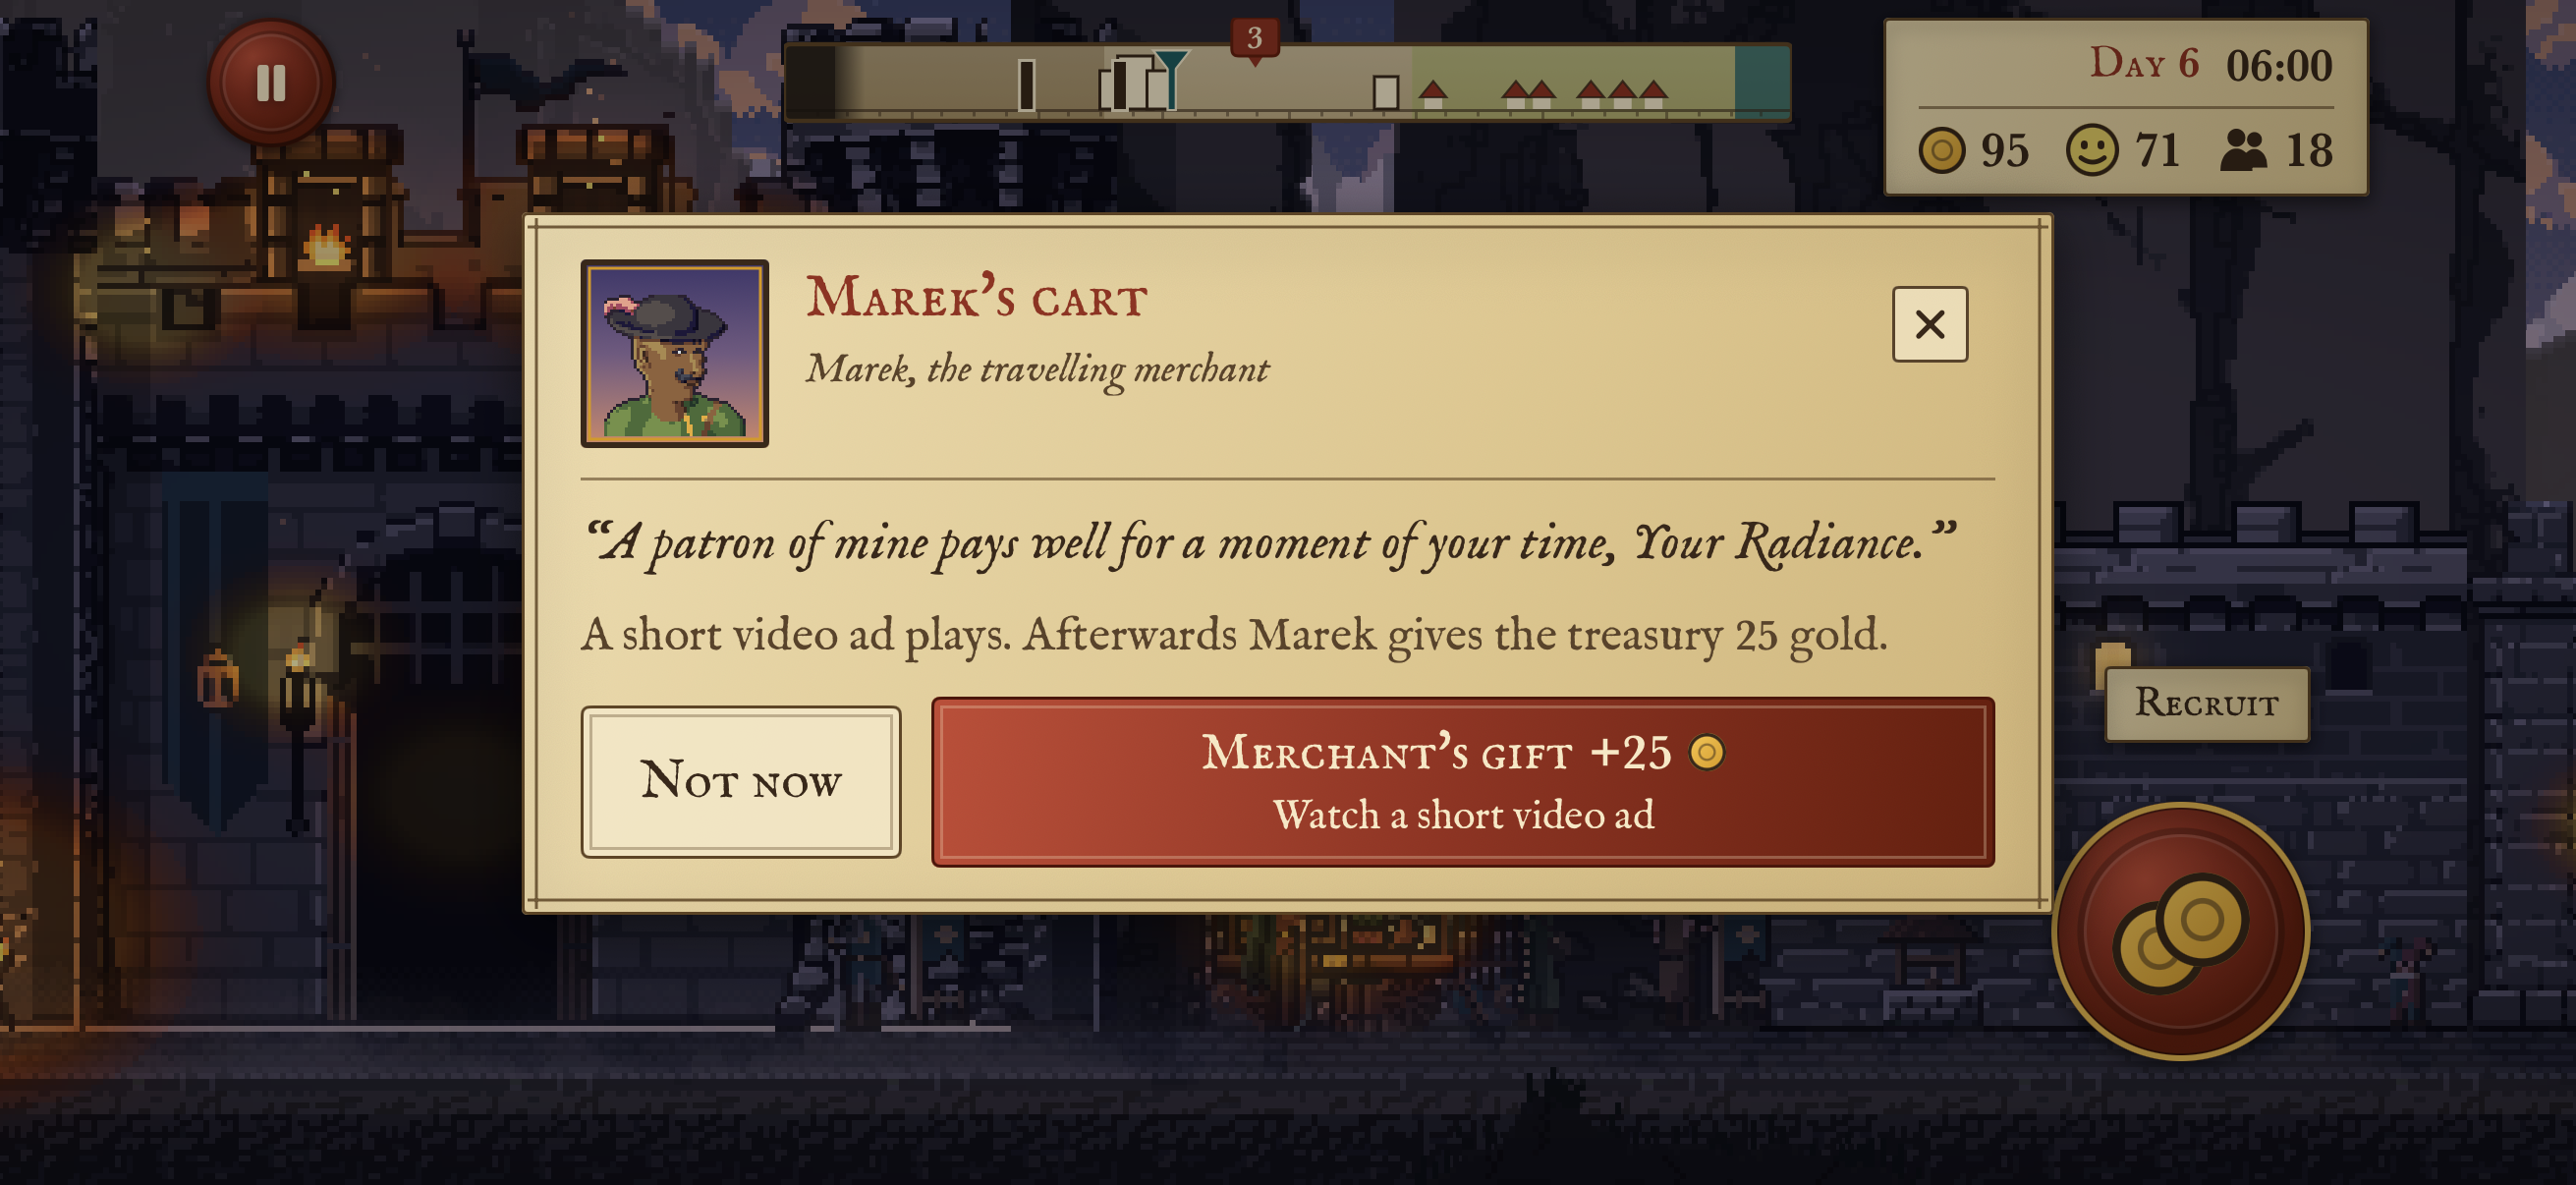 3
Day 6 06:00
95 71 18
Marek's cart
Marek, the travelling merchant
“A patron of mine pays well for a moment of your time, Your Radiance.”
A short video ad plays. Afterwards Marek gives the treasury 25 gold.
Not now
Merchant's gift +25
Watch a short video ad
Recruit